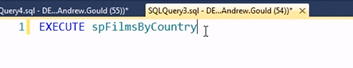 Query4.sql - DE...Andrew.Gould (55))*
SQLQuery3.sql - DE...Andrew.Gould (54))*
1 EXECUTE spFilmsByCountry